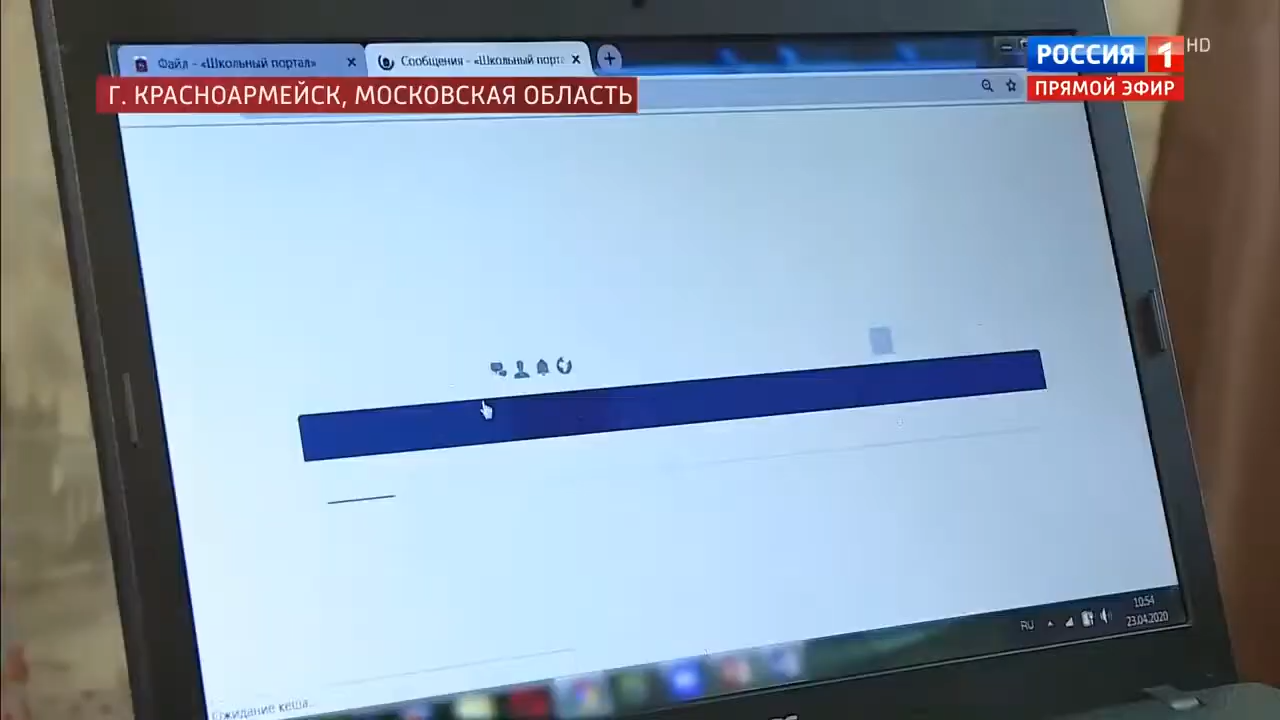 Файл - «Школьный портал»
Сообщения - «Школьный порта
РОССИЯ 1 HD
ПРЯМОЙ ЭФИР
Г. КРАСНОАРМЕЙСК, МОСКОВСКАЯ ОБЛАСТЬ
RU
10:54
23.04.2020
Ожидание кеша...